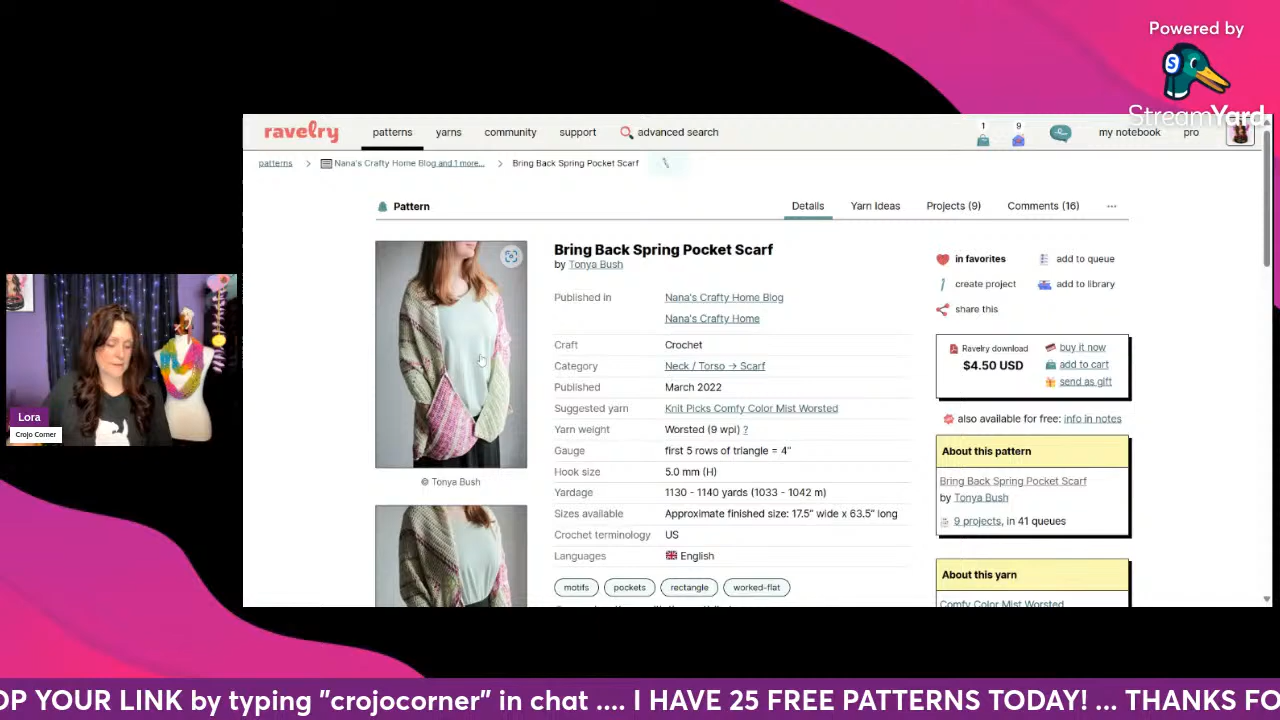 Powered by
S
StreamYard
ravelry patterns yarns community support advanced search 1 9 my notebook pro
patterns > Nana's Crafty Home Blog and 1 more... > Bring Back Spring Pocket Scarf
Pattern Details Yarn Ideas Projects (9) Comments (16) ...
Bring Back Spring Pocket Scarf
by Tonya Bush
Published in Nana's Crafty Home Blog
Nana's Crafty Home
Craft Crochet
Category Neck / Torso → Scarf
Published March 2022
Suggested yarn Knit Picks Comfy Color Mist Worsted
Yarn weight Worsted (9 wpi) ?
Gauge first 5 rows of triangle = 4"
Hook size 5.0 mm (H)
Yardage 1130 - 1140 yards (1033 - 1042 m)
Sizes available Approximate finished size: 17.5" wide x 63.5" long
Crochet terminology US
Languages English
motifs pockets rectangle worked-flat
© Tonya Bush
in favorites add to queue
create project add to library
share this
Ravelry download buy it now
$4.50 USD add to cart
send as gift
also available for free: info in notes
About this pattern
Bring Back Spring Pocket Scarf
by Tonya Bush
9 projects, in 41 queues
About this yarn
Comfy Color Mist Worsted
Lora
Crojo Corner
OP YOUR LINK by typing "crojocorner" in chat .... I HAVE 25 FREE PATTERNS TODAY! ... THANKS FO